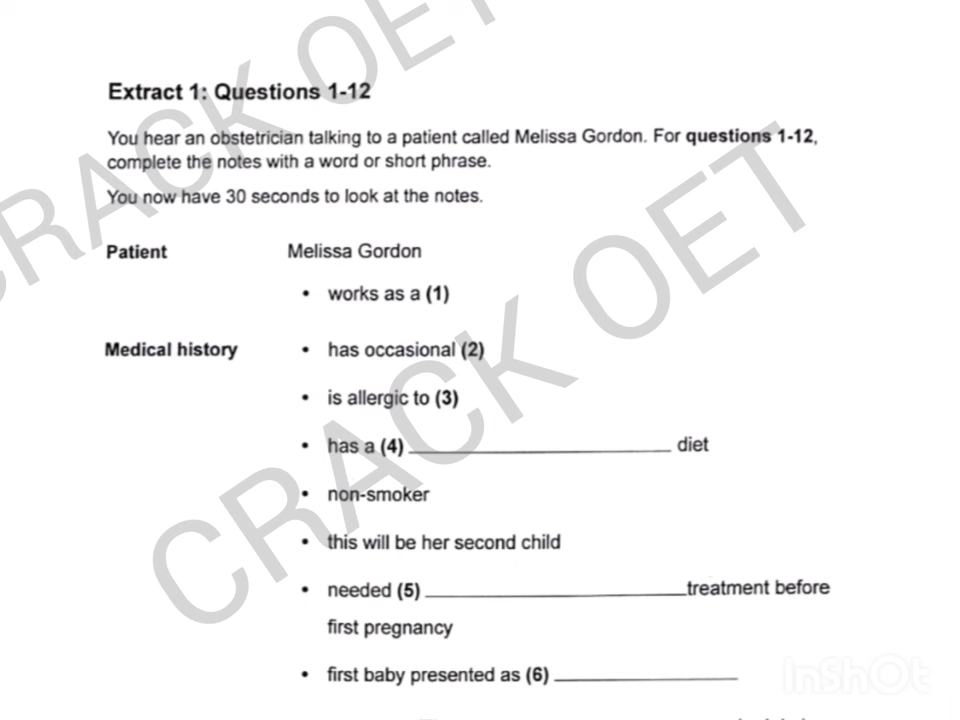 Extract 1: Questions 1-12
You hear an obstetrician talking to a patient called Melissa Gordon. For questions 1-12,
complete the notes with a word or short phrase.
You now have 30 seconds to look at the notes.
Patient Melissa Gordon
• works as a (1)
Medical history • has occasional (2)
• is allergic to (3)
• has a (4) ______ diet
• non-smoker
• this will be her second child
• needed (5) ______ treatment before
first pregnancy
• first baby presented as (6) ______
CRACK OET
CRACK OET
InShOt